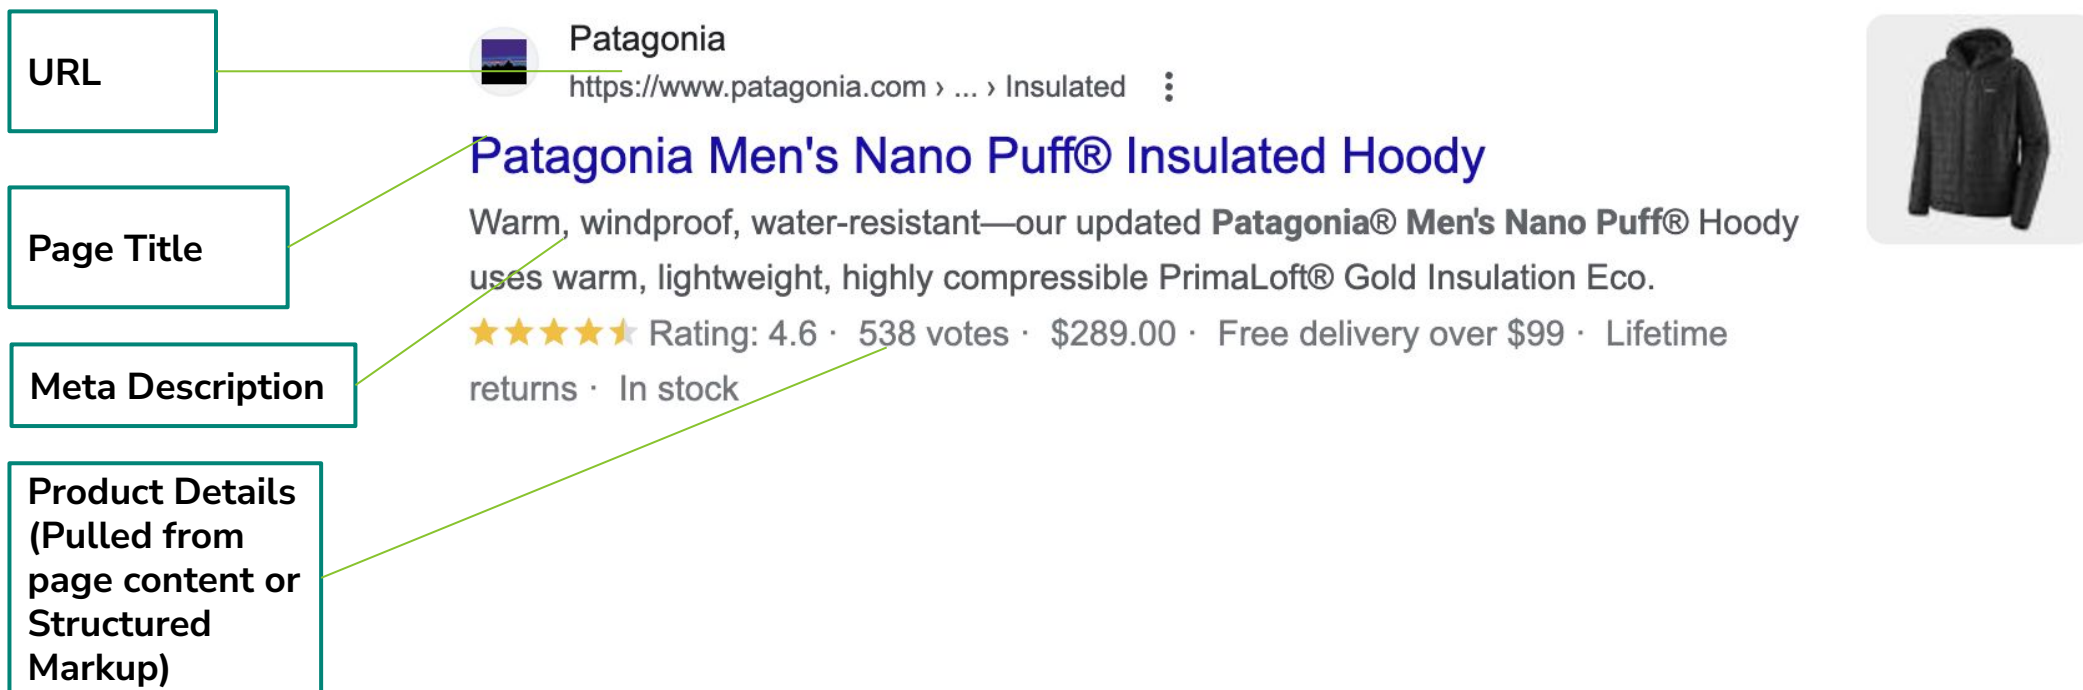 URL
Page Title
Meta Description
Product Details
(Pulled from
page content or
Structured
Markup)
Patagonia
https://www.patagonia.com › ... › Insulated
Patagonia Men's Nano Puff® Insulated Hoody
Warm, windproof, water-resistant—our updated Patagonia® Men's Nano Puff® Hoody
uses warm, lightweight, highly compressible PrimaLoft® Gold Insulation Eco.
Rating: 4.6 · 538 votes · $289.00 · Free delivery over $99 · Lifetime
returns · In stock